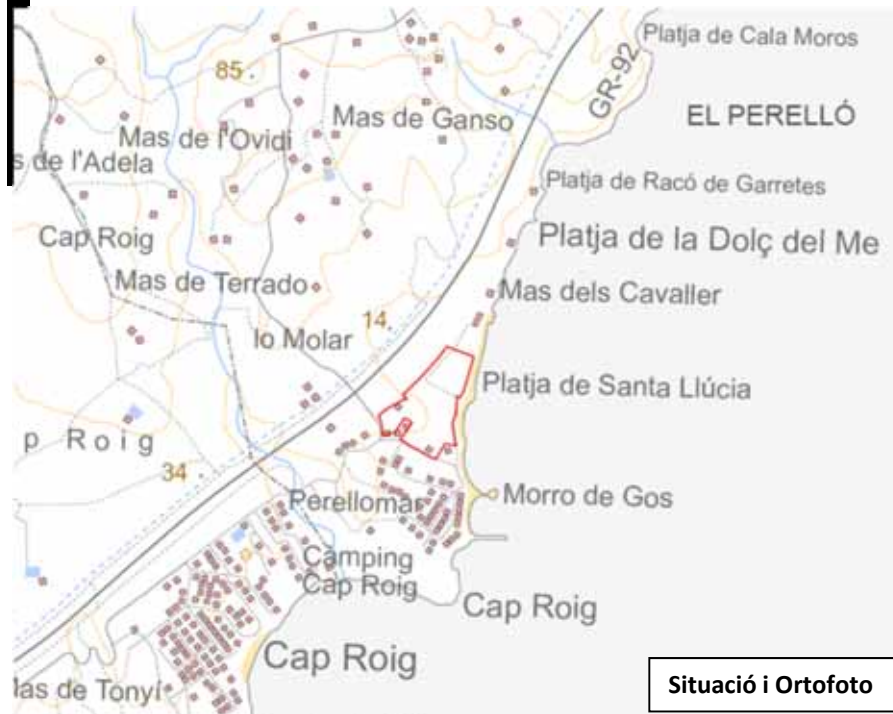 Platja de Cala Moros
GR-92
85
EL PERELLÓ
Mas de Ganso
Mas de l'Ovidi
s de l'Adela
Platja de Racó de Garretes
Cap Roig
Platja de la Dolç del Me
Mas de Terrado
Mas dels Cavaller
14
lo Molar
Platja de Santa Llúcia
p Roig
34
Perellomar
Morro de Gos
Càmping
Cap Roig
Cap Roig
Cap Roig
Mas de Tonyí
Situació i Ortofoto